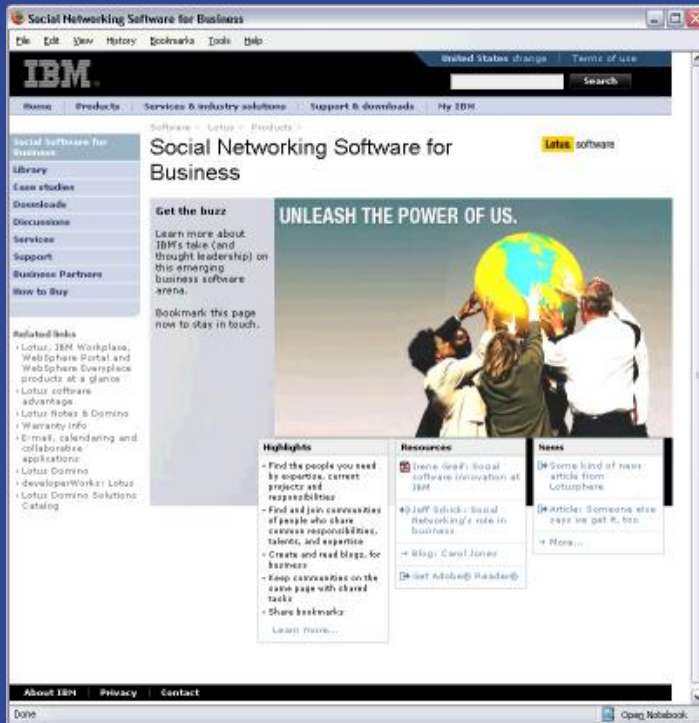 Social Networking Software for Business
File Edit View History Bookmarks Tools Help
United States change Terms of use
IBM
Search
Home Products Services & industry solutions Support & downloads My IBM
Software > Lotus > Products >
Social Networking Software for
Business
Lotus software
Social Software for
Business
Library
Case studies
Downloads
Discussions
Services
Support
Business Partners
How to Buy
Related links
Lotus, IBM Workplace,
WebSphere Portal and
WebSphere Everyplace
products at a glance
Lotus software
advantage
Lotus Notes & Domino
Warranty info
E-mail, calendaring and
collaborative
applications
Lotus Domino
developerWorks: Lotus
Lotus Domino Solutions
Catalog
Get the buzz
Learn more about
IBM's take (and
thought leadership) on
this emerging
business software
arena.
Bookmark this page
now to stay in touch.
UNLEASH THE POWER OF US.
Highlights
- Find the people you need
by expertise, current
projects and
responsibilities
- Find and join communities
of people who share
common responsibilities,
talents, and expertise
- Create and read blogs, for
business
- Keep communities on the
same page with shared
tasks
- Share bookmarks
Learn more...
Resources
Irene Greif: Social
software innovation at
IBM
Jeff Schick: Social
Networking's role in
business
→ Blog: Carol Jones
Get Adobe® Reader®
News
Some kind of news
article from
Lotusphere
Article: Someone else
says we get it, too
→ More...
About IBM Privacy Contact
Done
Open Notebook